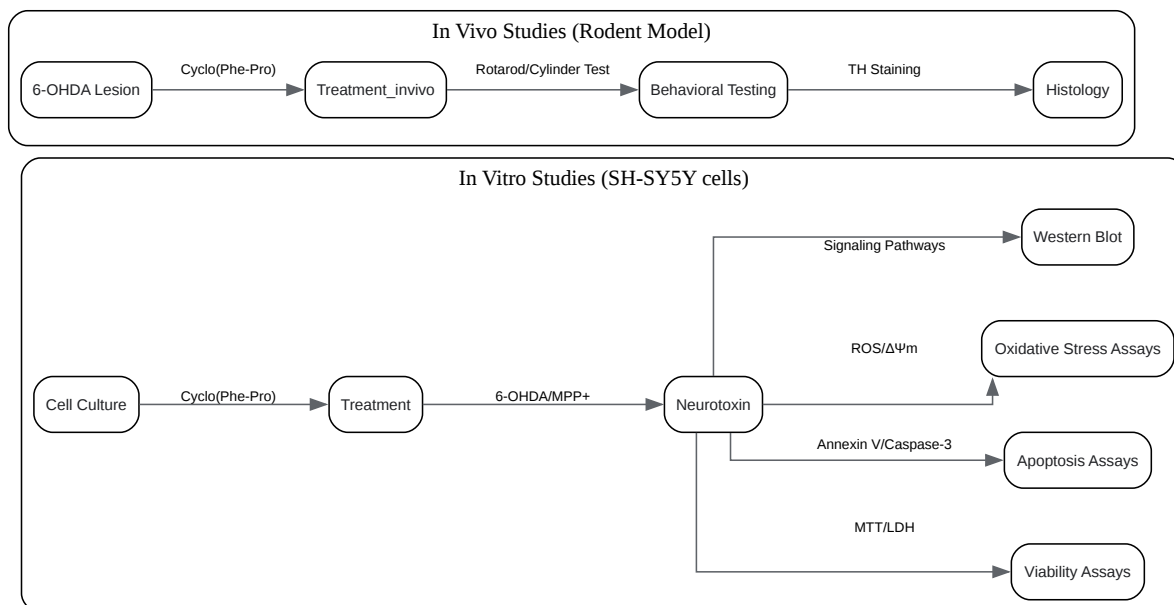 In Vivo Studies (Rodent Model)
6-OHDA Lesion
Cyclo(Phe-Pro)
Treatment_invivo
Rotarod/Cylinder Test
Behavioral Testing
TH Staining
Histology
In Vitro Studies (SH-SY5Y cells)
Cell Culture
Cyclo(Phe-Pro)
Treatment
6-OHDA/MPP+
Neurotoxin
Signaling Pathways
Western Blot
ROS/ΔΨm
Oxidative Stress Assays
Annexin V/Caspase-3
Apoptosis Assays
MTT/LDH
Viability Assays